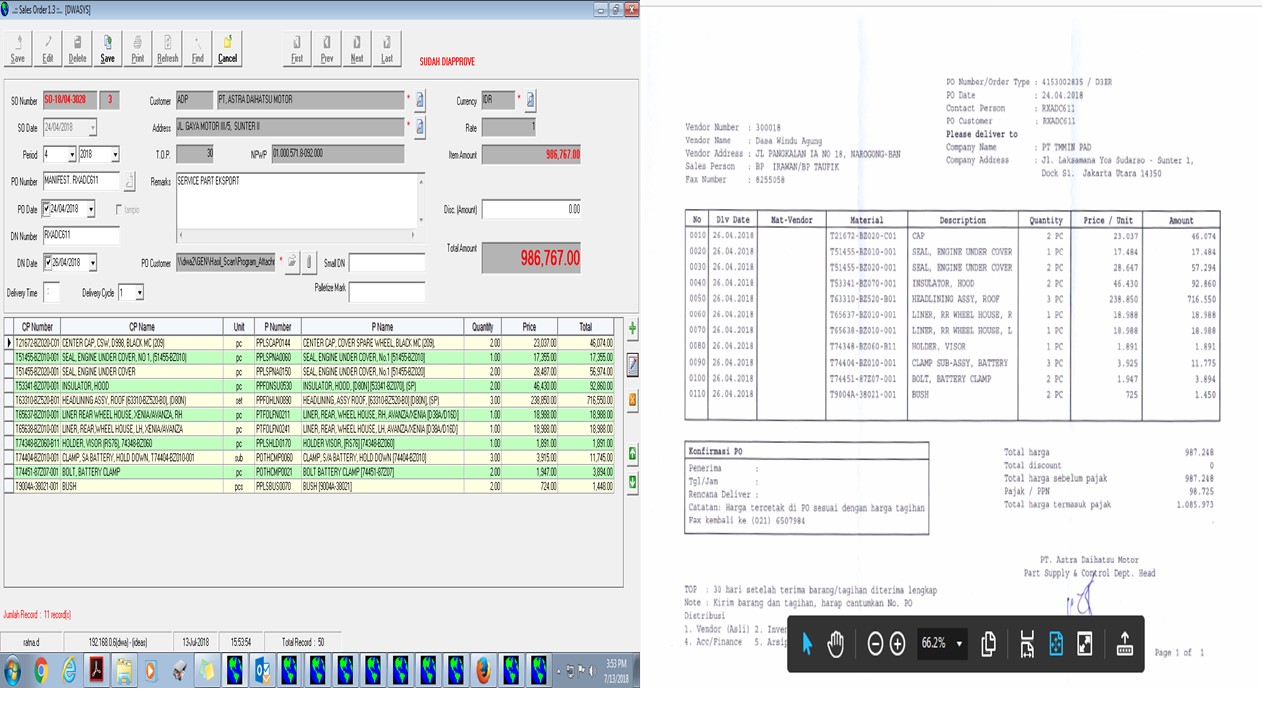 ..:: Sales Order 1.3 ::.. [DWASYS]
Save Edit Delete Save Print Refresh Find Cancel First Prev Next Last
SUDAH DIAPPROVE
SO Number SO-18/04-3028 3 Customer ADP PT. ASTRA DAIHATSU MOTOR * Currency IDR *
SO Date 24/04/2018 Address JL. GAYA MOTOR III/5, SUNTER II * Rate 1
Period 4 2018 T.O.P. 30 NPWP 01.000.571.8-092.000 Item Amount 986,767.00
PO Number MANIFEST. RXADC611 Remarks SERVICE PART EKSPORT
PO Date 24/04/2018 tempo Disc. (Amount) 0.00
DN Number RXADC611
Total Amount 986,767.00
DN Date 26/04/2018 PO Customer \\dwa2\GEN\Hasil_Scan\Program_Attachm * Small DN
Delivery Time : Delivery Cycle 1 Palletize Mark
CP Number CP Name Unit P Number P Name Quantity Price Total
T21672-BZ020-C01 CENTER CAP, CSW, D99B, BLACK MC (209), pc PPLSCAP0144 CENTER CAP, COVER SPARE WHEEL, BLACK MC (209), 2.00 23,037.00 46,074.00
T51455-BZ010-001 SEAL, ENGINE UNDER COVER, NO 1, (51455-BZ010) pc PPLSPNA0060 SEAL, ENGINE UNDER COVER, No.1 [51455-BZ010] 1.00 17,355.00 17,355.00
T51455-BZ020-001 SEAL, ENGINE UNDER COVER pc PPLSPNA0150 SEAL, ENGINE UNDER COVER, No.1 [51455-BZ020] 2.00 28,487.00 56,974.00
T53341-BZ070-001 INSULATOR, HOOD pc PPFOINSU0530 INSULATOR, HOOD, [D80N] [53341-BZ070], (SP) 2.00 46,430.00 92,860.00
T63310-BZ520-B01 HEADLINING ASSY, ROOF [63310-BZ520-B0], (D80N) set PPFOHLN0890 HEADLINING ASSY, ROOF, [63310-BZ520-B0] [D80N], (SP) 3.00 238,850.00 716,550.00
T65637-BZ010-001 LINER REAR WHEEL HOUSE, XENIA/AVANZA, RH pc PTFOLFN0211 LINER, REAR, WHEEL HOUSE, RH, AVANZA/XENIA [D38A/D16D] 1.00 18,988.00 18,988.00
T65638-BZ010-001 LINER, REAR,WHEEL HOUSE, LH, XENIA/AVANZA pc PTFOLFN0241 LINER, REAR, WHEEL HOUSE, LH, AVANZA/XENIA [D38A/D16D] 1.00 18,988.00 18,988.00
T74348-BZ060-B11 HOLDER, VISOR [RS76], 74348-BZ060 pc PPLSHLD0170 HOLDER VISOR, [RS76] [74348-BZ060] 1.00 1,891.00 1,891.00
T74404-BZ010-001 CLAMP, SA BATTERY, HOLD DOWN, T74404-BZ010-001 sub POTHCMP0060 CLAMP, S/A BATTERY, HOLD DOWN [74404-BZ010] 3.00 3,915.00 11,745.00
T74451-87Z07-001 BOLT, BATTERY CLAMP pc POTHCMP0021 BOLT BATTERY CLAMP [74451-87Z07] 2.00 1,947.00 3,894.00
T9004A-38021-001 BUSH pcs PPLSBUS0070 BUSH [9004A-38021] 2.00 724.00 1,448.00
Jumlah Record : 11 record(s)
ratna.d 192.168.0.6(dwa) - (ideas) 13-Jul-2018 15:53:54 Total Record : 50
3:53 PM
7/13/2018
PO Number/Order Type : 4153002835 / D3ER
PO Date : 24.04.2018
Contact Person : RXADC611
PO Customer : RXADC611
Please deliver to
Company Name : PT TMMIN PAD
Company Address : Jl. Laksamana Yos Sudarso - Sunter 1,
Dock S1. Jakarta Utara 14350
Vendor Number : 300018
Vendor Name : Dasa Windu Agung
Vendor Address : JL PANGKALAN IA NO 18, NAROGONG-BAN
Sales Person : BP IRAWAN/BP TAUFIK
Fax Number : 8255058
No Dlv Date Mat-Vendor Material Description Quantity Price / Unit Amount
0010 26.04.2018 T21672-BZ020-C01 CAP 2 PC 23.037 46.074
0020 26.04.2018 T51455-BZ010-001 SEAL, ENGINE UNDER COVER 1 PC 17.484 17.484
0030 26.04.2018 T51455-BZ020-001 SEAL, ENGINE UNDER COVER 2 PC 28.647 57.294
0040 26.04.2018 T53341-BZ070-001 INSULATOR, HOOD 2 PC 46.430 92.860
0050 26.04.2018 T63310-BZ520-B01 HEADLINING ASSY, ROOF 3 PC 238.850 716.550
0060 26.04.2018 T65637-BZ010-001 LINER, RR WHEEL HOUSE, R 1 PC 18.988 18.988
0070 26.04.2018 T65638-BZ010-001 LINER, RR WHEEL HOUSE, L 1 PC 18.988 18.988
0080 26.04.2018 T74348-BZ060-B11 HOLDER, VISOR 1 PC 1.891 1.891
0090 26.04.2018 T74404-BZ010-001 CLAMP SUB-ASSY, BATTERY 3 PC 3.925 11.775
0100 26.04.2018 T74451-87Z07-001 BOLT, BATTERY CLAMP 2 PC 1.947 3.894
0110 26.04.2018 T9004A-38021-001 BUSH 2 PC 725 1.450
Konfirmasi PO
Penerima :
Tgl/Jam :
Rencana Deliver :
Catatan: Harga tercetak di PO sesuai dengan harga tagihan
Fax kembali ke (021) 6507984
Total harga 987.248
Total discount 0
Total harga sebelum pajak 987.248
Pajak / PPN 98.725
Total harga termasuk pajak 1.085.973
PT. Astra Daihatsu Motor
Part Supply & Control Dept. Head
TOP : 30 hari setelah terima barang/tagihan diterima lengkap
Note : Kirim barang dan tagihan, harap cantumkan No. PO
Distribusi
1. Vendor (Asli) 2. Inven
4. Acc/Finance 5. Arsip
66.2%
Page 1 of 1